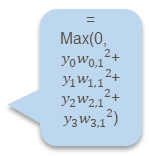 =
Max(0,
𝑦₀𝑤₀,₁²+
𝑦₁𝑤₁,₁²+
𝑦₂𝑤₂,₁²+
𝑦₃𝑤₃,₁²)